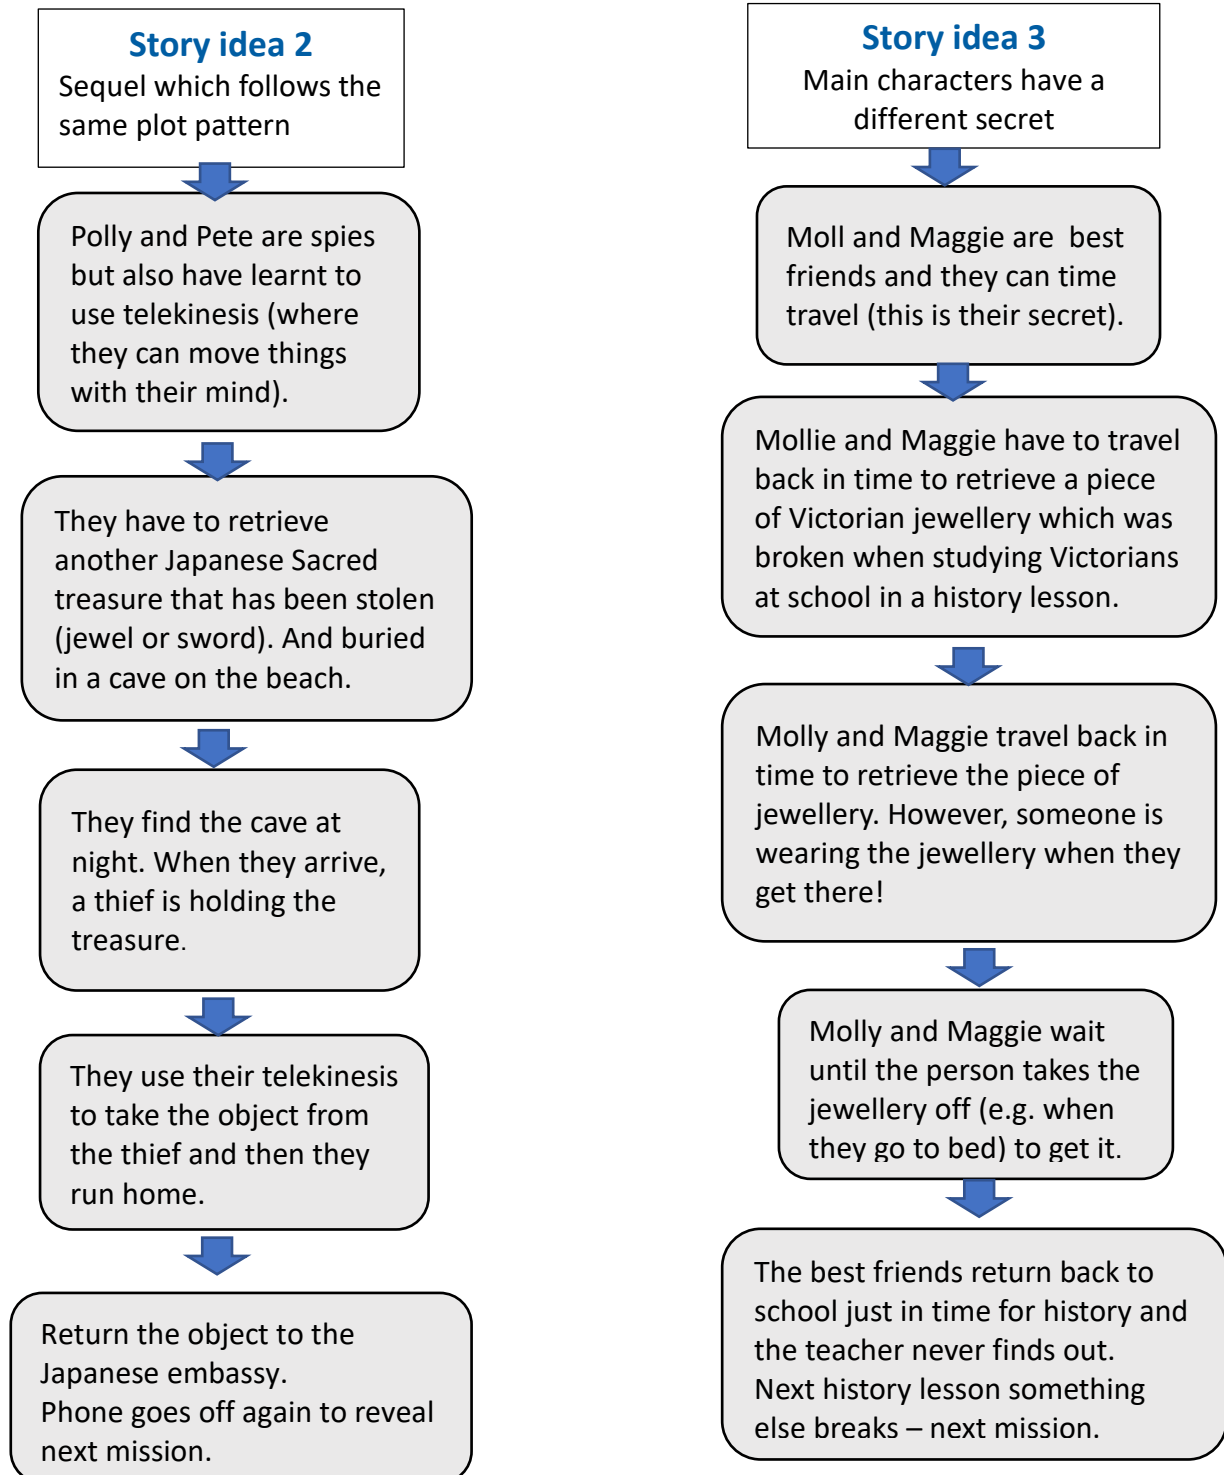 Story idea 2
Sequel which follows the
same plot pattern
Polly and Pete are spies
but also have learnt to
use telekinesis (where
they can move things
with their mind).
They have to retrieve
another Japanese Sacred
treasure that has been stolen
(jewel or sword). And buried
in a cave on the beach.
They find the cave at
night. When they arrive,
a thief is holding the
treasure.
They use their telekinesis
to take the object from
the thief and then they
run home.
Return the object to the
Japanese embassy.
Phone goes off again to reveal
next mission.
Story idea 3
Main characters have a
different secret
Moll and Maggie are best
friends and they can time
travel (this is their secret).
Mollie and Maggie have to travel
back in time to retrieve a piece
of Victorian jewellery which was
broken when studying Victorians
at school in a history lesson.
Molly and Maggie travel back in
time to retrieve the piece of
jewellery. However, someone is
wearing the jewellery when they
get there!
Molly and Maggie wait
until the person takes the
jewellery off (e.g. when
they go to bed) to get it.
The best friends return back to
school just in time for history and
the teacher never finds out.
Next history lesson something
else breaks – next mission.